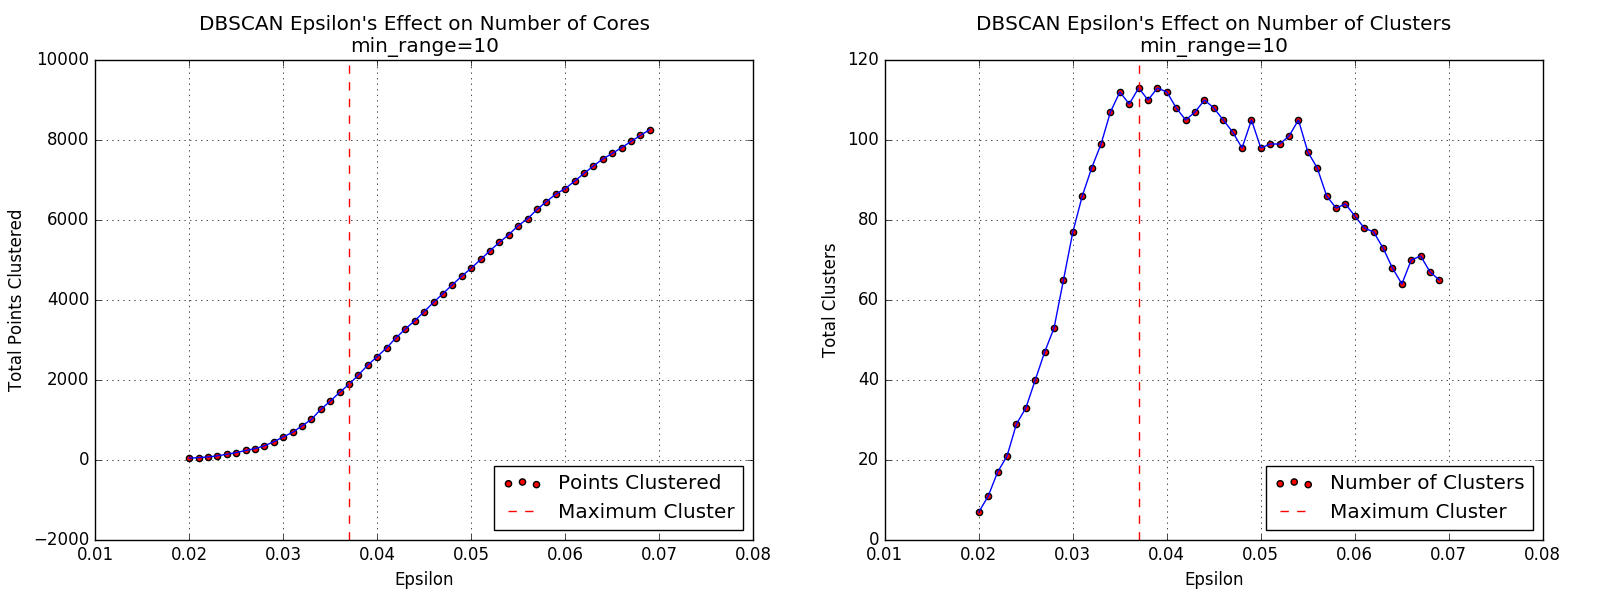 DBSCAN Epsilon's Effect on Number of Cores
min_range=10
10000
8000
6000
4000
2000
0
−2000
Total Points Clustered
Points Clustered
Maximum Cluster
0.01 0.02 0.03 0.04 0.05 0.06 0.07 0.08
Epsilon
DBSCAN Epsilon's Effect on Number of Clusters
min_range=10
120
100
80
60
40
20
0
Total Clusters
Number of Clusters
Maximum Cluster
0.01 0.02 0.03 0.04 0.05 0.06 0.07 0.08
Epsilon